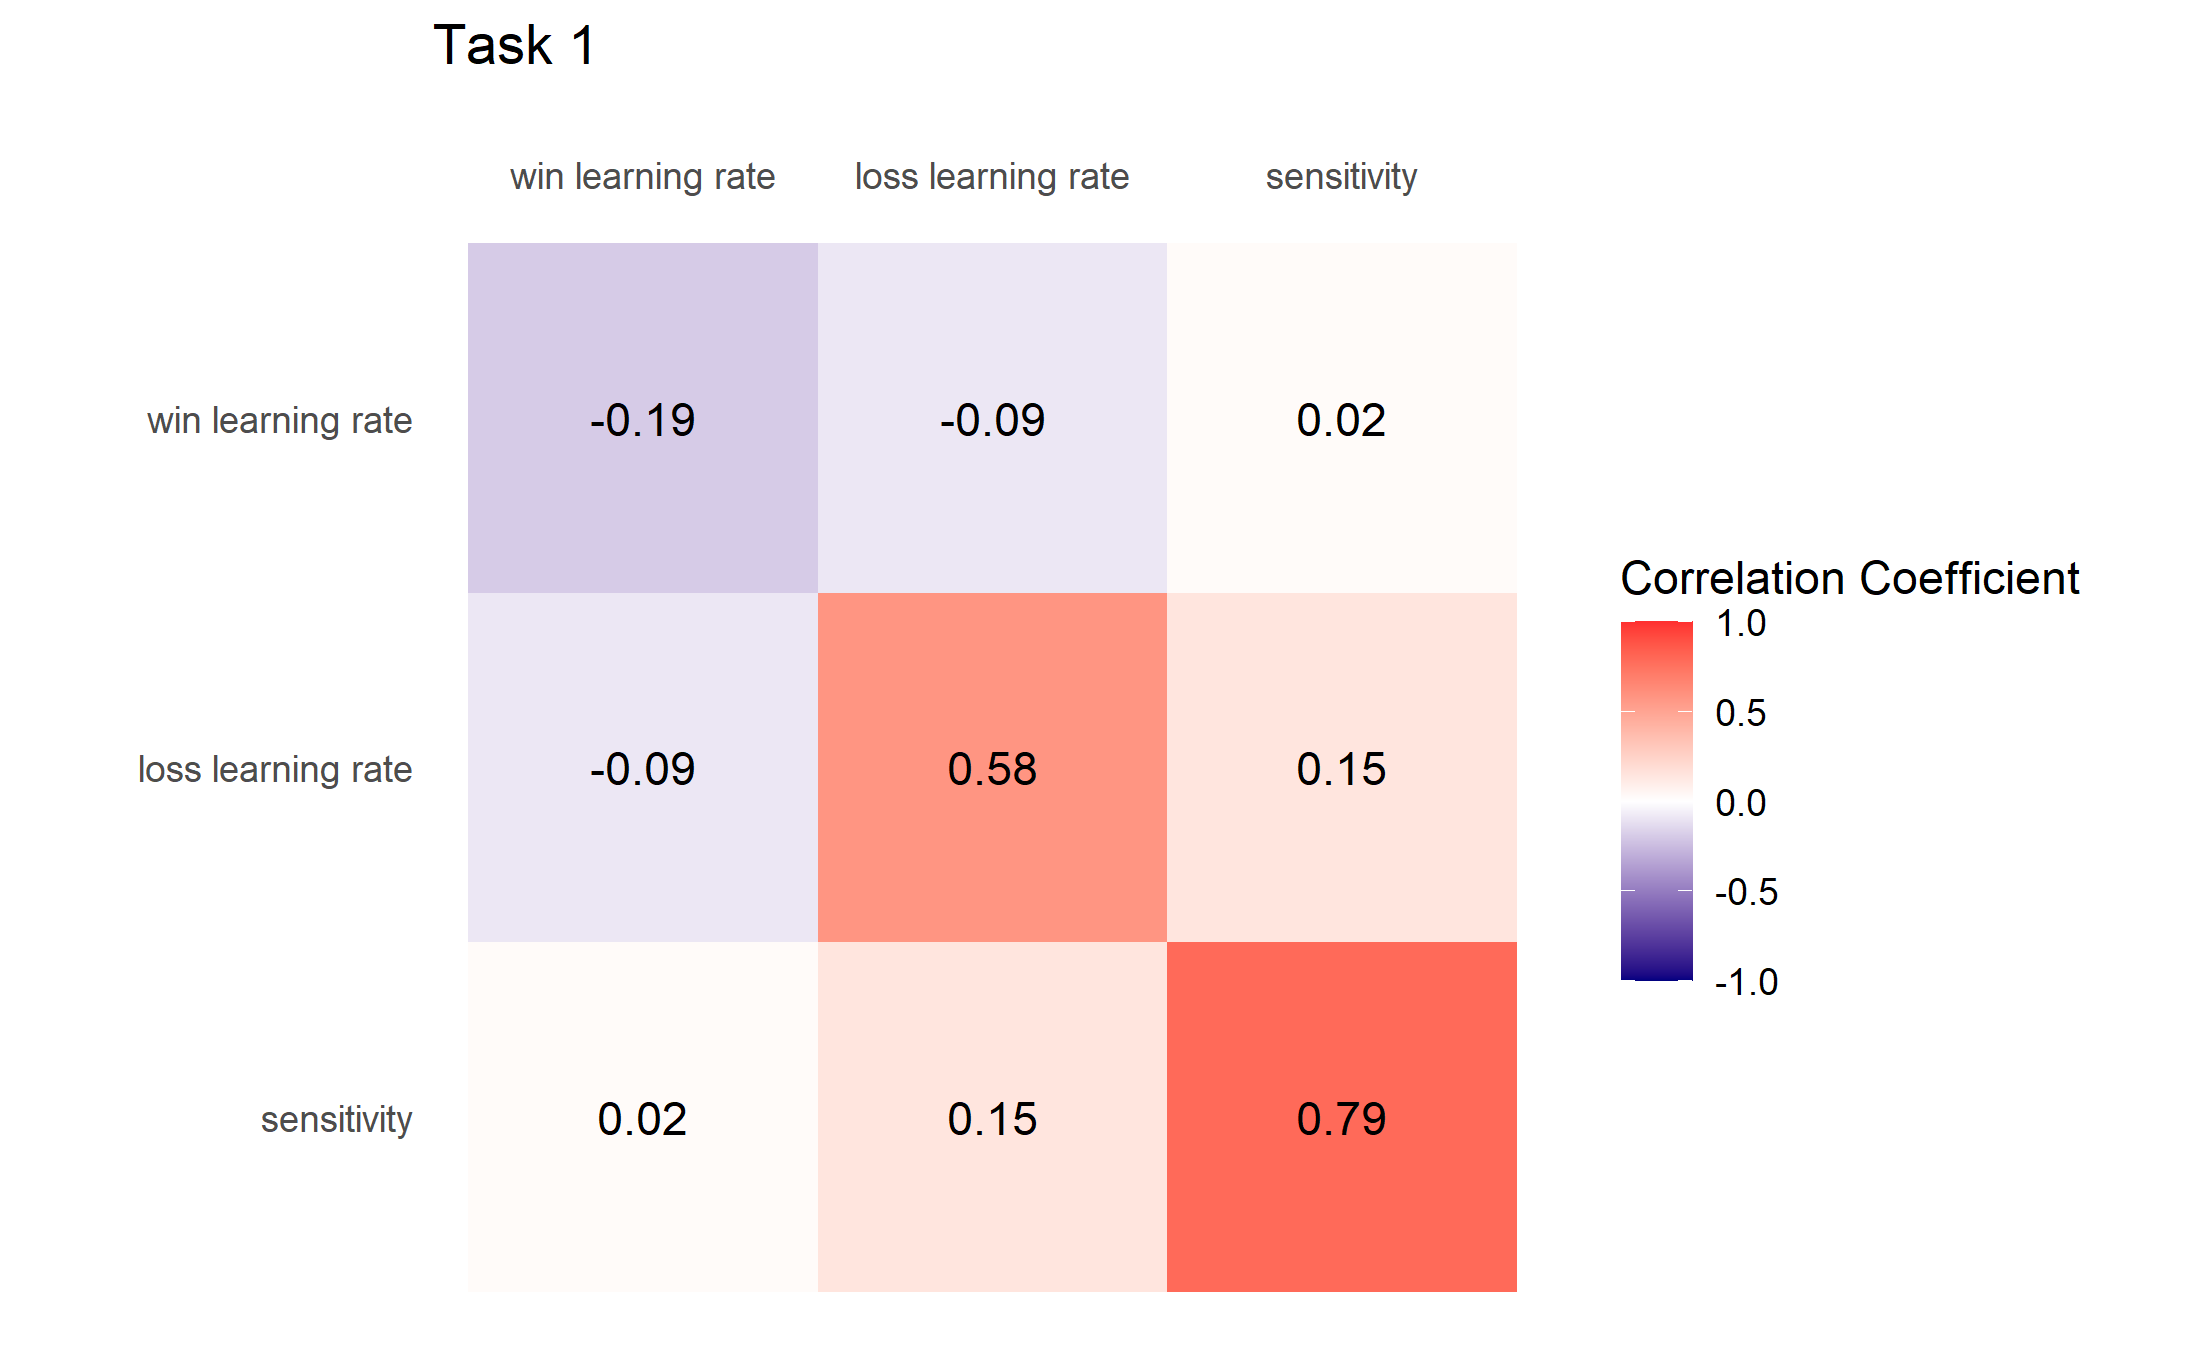 Task 1
win learning rate loss learning rate sensitivity
win learning rate -0.19 -0.09 0.02
loss learning rate -0.09 0.58 0.15
sensitivity 0.02 0.15 0.79
Correlation Coefficient
1.0
0.5
0.0
-0.5
-1.0